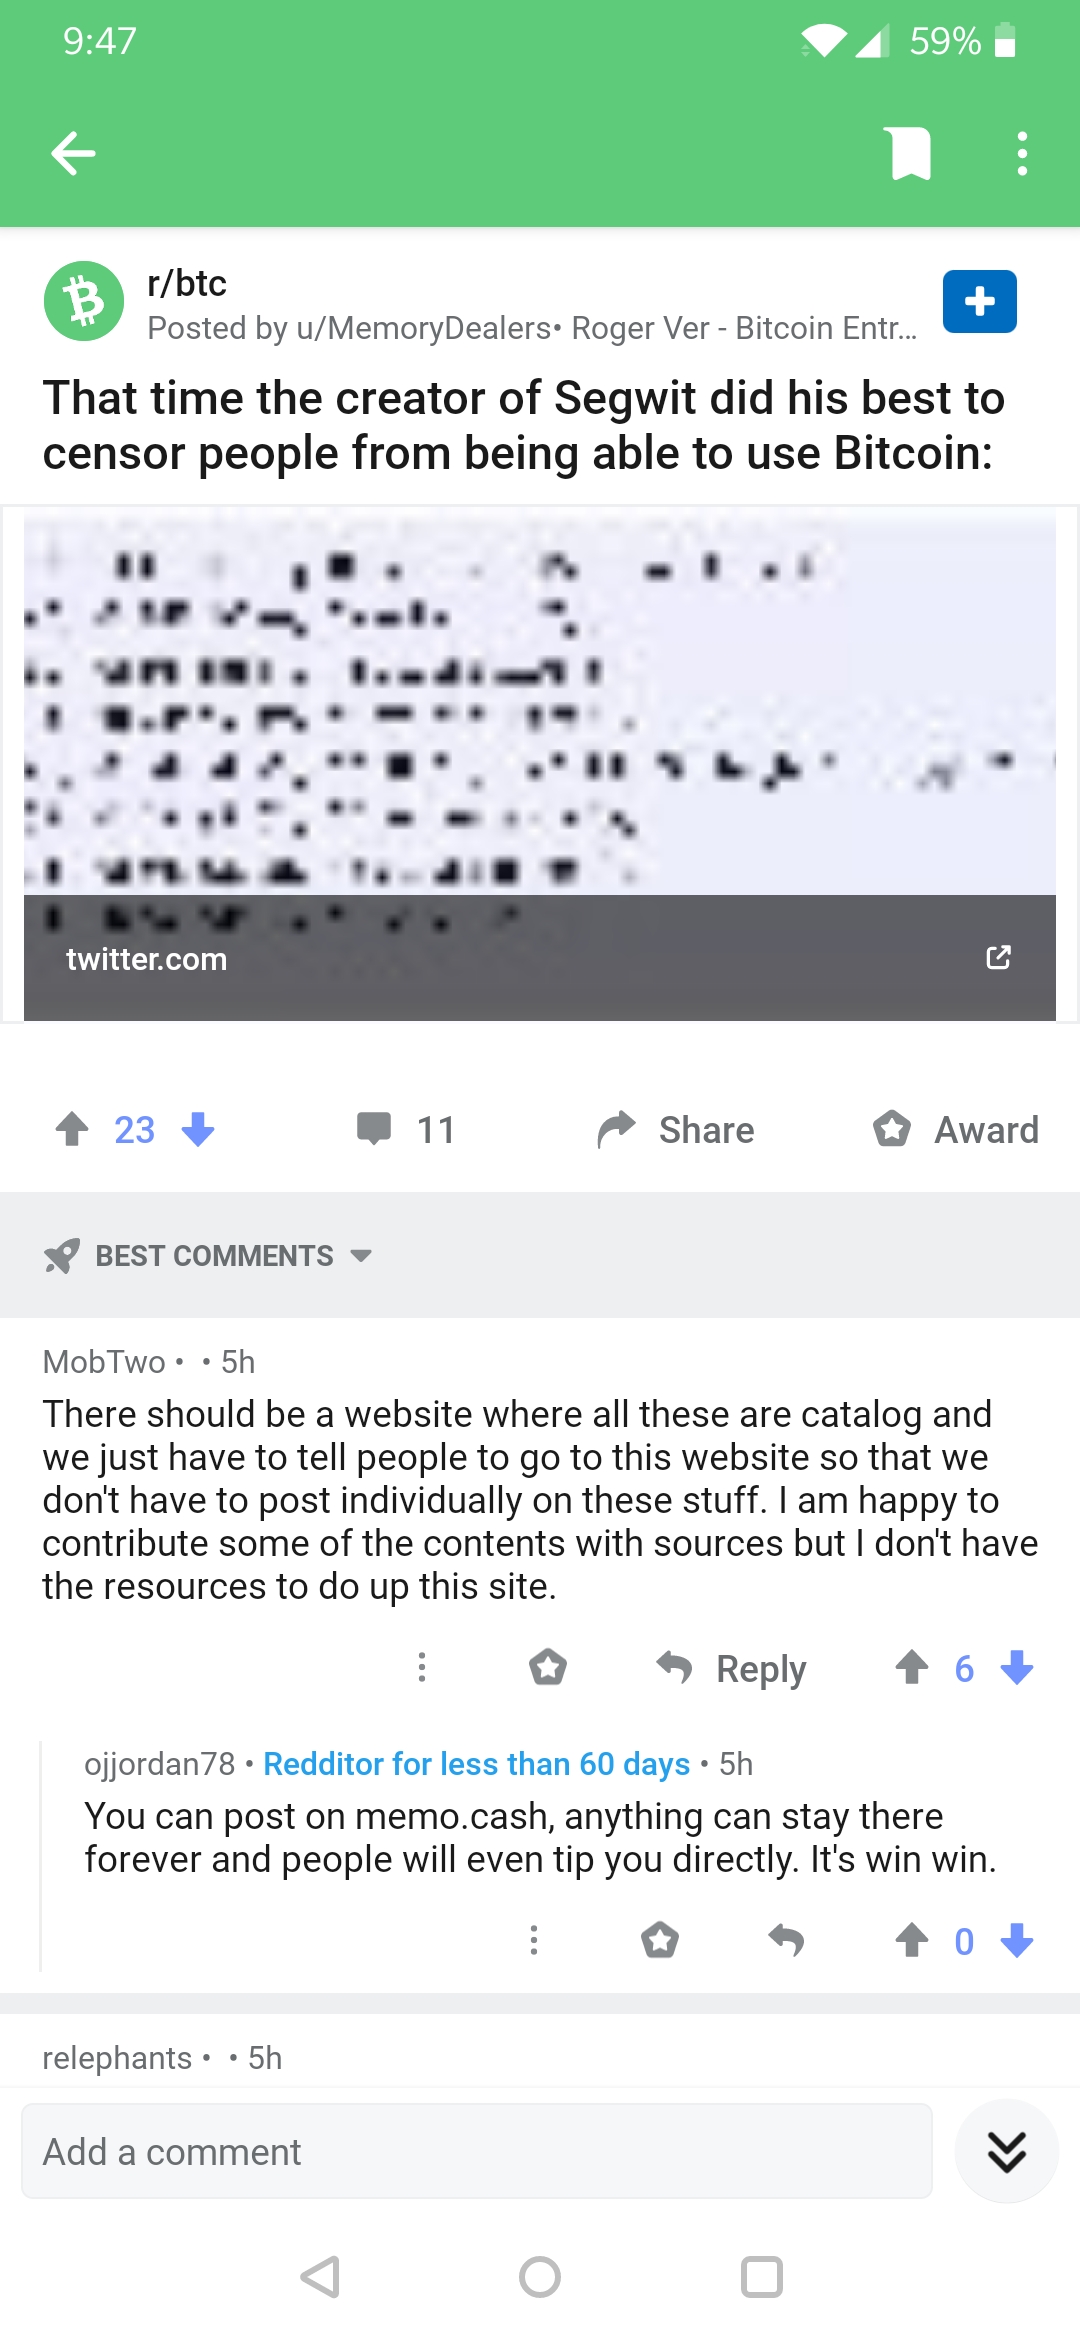 9:47
59%
r/btc
Posted by u/MemoryDealers• Roger Ver - Bitcoin Entr...
That time the creator of Segwit did his best to
censor people from being able to use Bitcoin:
twitter.com
23
11
Share
Award
BEST COMMENTS
MobTwo • • 5h
There should be a website where all these are catalog and
we just have to tell people to go to this website so that we
don't have to post individually on these stuff. I am happy to
contribute some of the contents with sources but I don't have
the resources to do up this site.
Reply
6
ojjordan78 • Redditor for less than 60 days • 5h
You can post on memo.cash, anything can stay there
forever and people will even tip you directly. It's win win.
0
relephants • • 5h
Add a comment